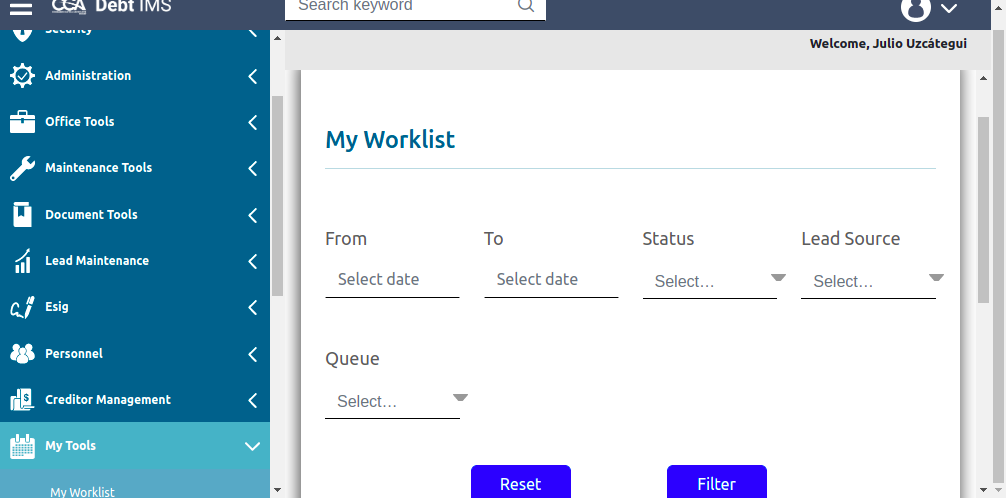 CCA Debt IMS
Search keyword
Welcome, Julio Uzcátegui
Security
Administration
Office Tools
Maintenance Tools
Document Tools
Lead Maintenance
Esig
Personnel
Creditor Management
My Tools
My Worklist
My Worklist
From To Status Lead Source
Select date Select date Select... Select...
Queue
Select...
Reset Filter